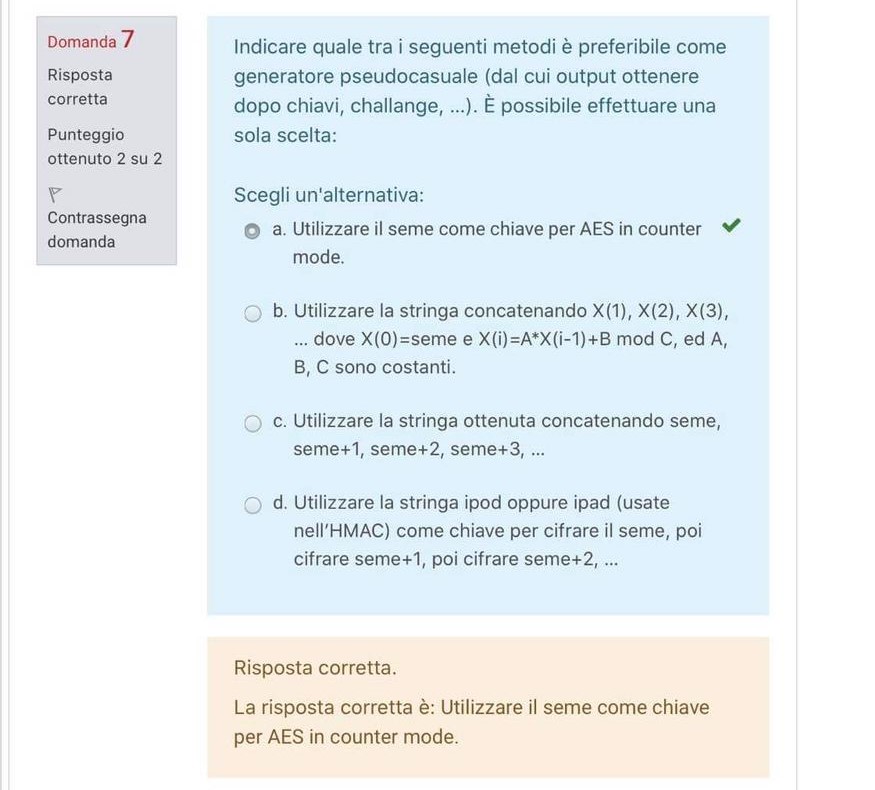 Domanda 7
Risposta
corretta
Punteggio
ottenuto 2 su 2
Contrassegna
domanda
Indicare quale tra i seguenti metodi è preferibile come
generatore pseudocasuale (dal cui output ottenere
dopo chiavi, challange, ...). È possibile effettuare una
sola scelta:
Scegli un'alternativa:
a. Utilizzare il seme come chiave per AES in counter
mode.
b. Utilizzare la stringa concatenando X(1), X(2), X(3),
... dove X(0)=seme e X(i)=A*X(i-1)+B mod C, ed A,
B, C sono costanti.
c. Utilizzare la stringa ottenuta concatenando seme,
seme+1, seme+2, seme+3, ...
d. Utilizzare la stringa ipod oppure ipad (usate
nell'HMAC) come chiave per cifrare il seme, poi
cifrare seme+1, poi cifrare seme+2, ...
Risposta corretta.
La risposta corretta è: Utilizzare il seme come chiave
per AES in counter mode.